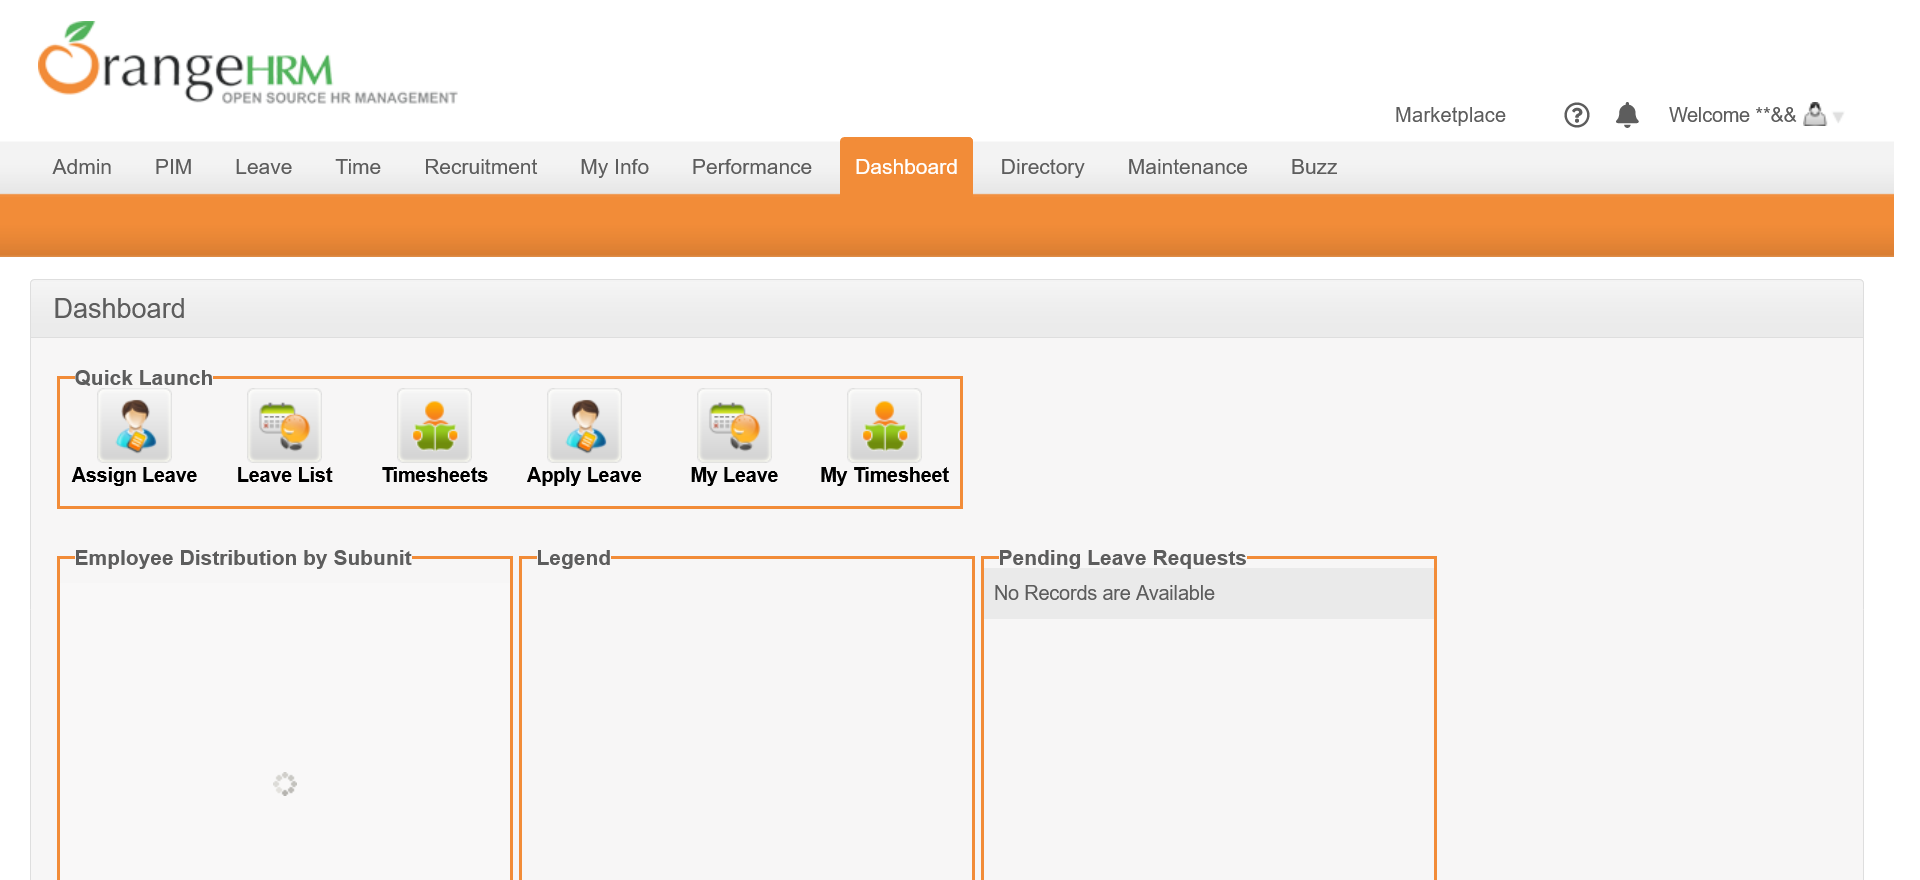 OrangeHRM
OPEN SOURCE HR MANAGEMENT
Marketplace
Welcome **&&
Admin PIM Leave Time Recruitment My Info Performance Dashboard Directory Maintenance Buzz
Dashboard
Quick Launch
Assign Leave Leave List Timesheets Apply Leave My Leave My Timesheet
Employee Distribution by Subunit Legend Pending Leave Requests
No Records are Available